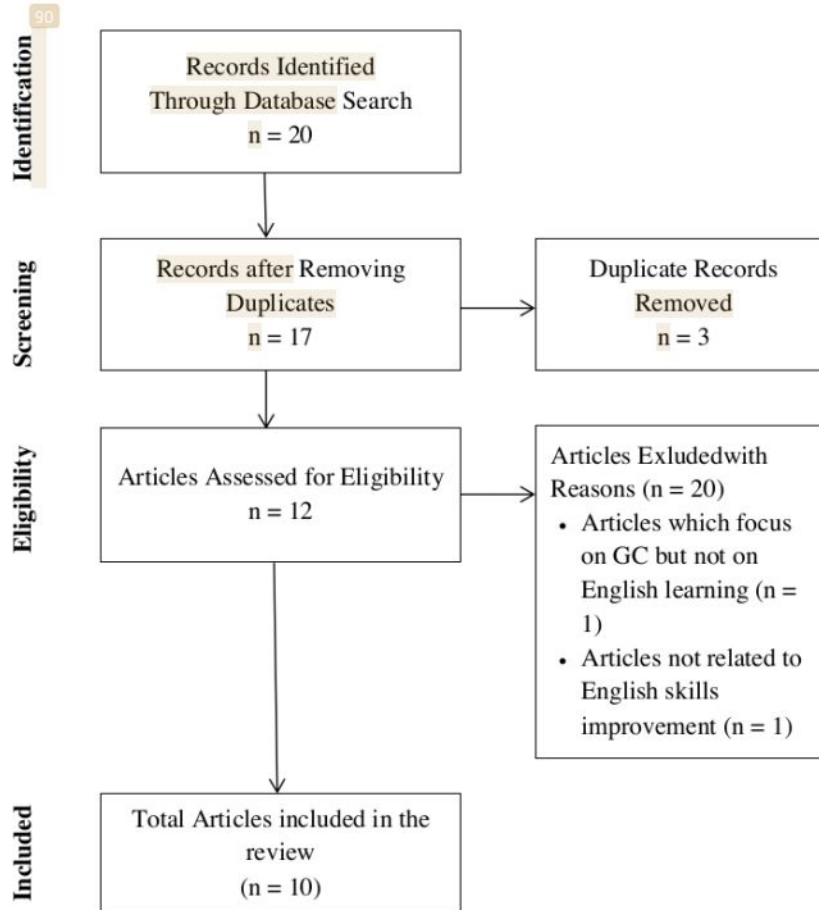 90
Identification
Records Identified
Through Database Search
n = 20
Screening
Records after Removing
Duplicates
n = 17
Duplicate Records
Removed
n = 3
Eligibility
Articles Assessed for Eligibility
n = 12
Articles Exludedwith
Reasons (n = 20)
• Articles which focus
on GC but not on
English learning (n =
1)
• Articles not related to
English skills
improvement (n = 1)
Included
Total Articles included in the
review
(n = 10)